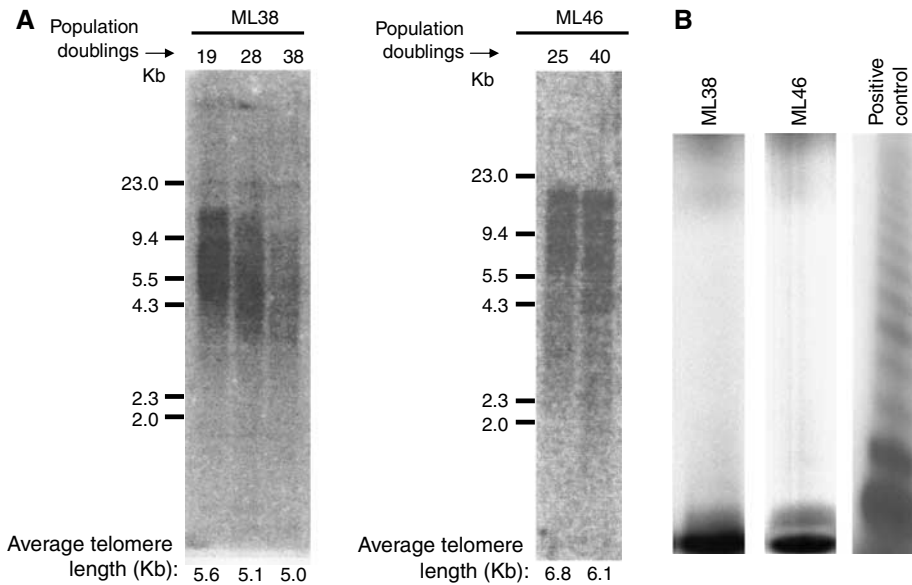 A
Population
doublings
ML38
19 28 38
Kb
23.0
9.4
5.5
4.3
2.3
2.0
Average telomere
length (Kb): 5.6 5.1 5.0
Population
doublings
ML46
25 40
Kb
23.0
9.4
5.5
4.3
2.3
2.0
Average telomere
length (Kb): 6.8 6.1
B
ML38
ML46
Positive
control